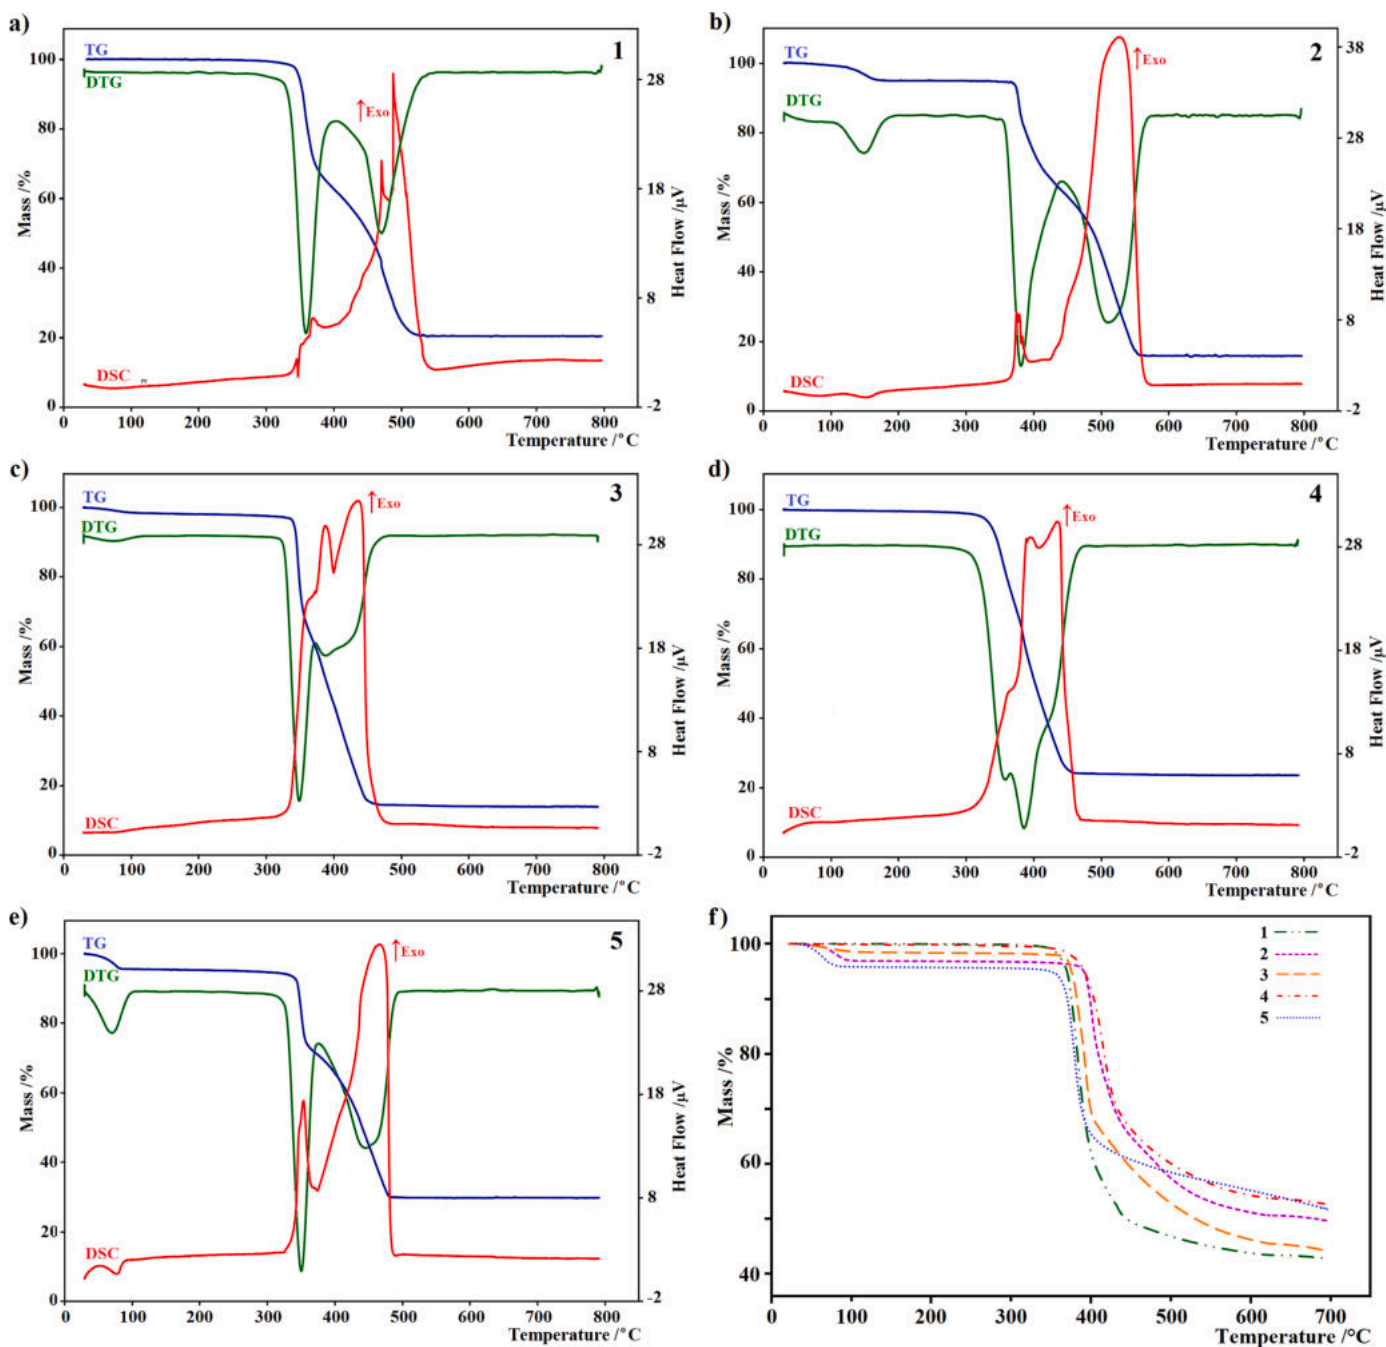 a)
1
TG
DTG
↑Exo
DSC
Mass /%
100
80
60
40
20
0
Heat Flow /µV
28
18
8
-2
0 100 200 300 400 500 600 700 800
Temperature /°C
b)
2
TG
DTG
↑Exo
DSC
Mass /%
100
80
60
40
20
0
Heat Flow /µV
38
28
18
8
-2
0 100 200 300 400 500 600 700 800
Temperature /°C
c)
3
TG
DTG
↑Exo
DSC
Mass /%
100
80
60
40
20
0
Heat Flow /µV
28
18
8
-2
0 100 200 300 400 500 600 700 800
Temperature /°C
d)
4
TG
DTG
↑Exo
DSC
Mass /%
100
80
60
40
20
0
Heat Flow /µV
28
18
8
-2
0 100 200 300 400 500 600 700 800
Temperature /°C
e)
5
TG
DTG
↑Exo
DSC
Mass /%
100
80
60
40
20
0
Heat Flow /µV
28
18
8
-2
0 100 200 300 400 500 600 700 800
Temperature /°C
f)
1
2
3
4
5
Mass /%
100
80
60
40
0 100 200 300 400 500 600 700
Temperature /°C